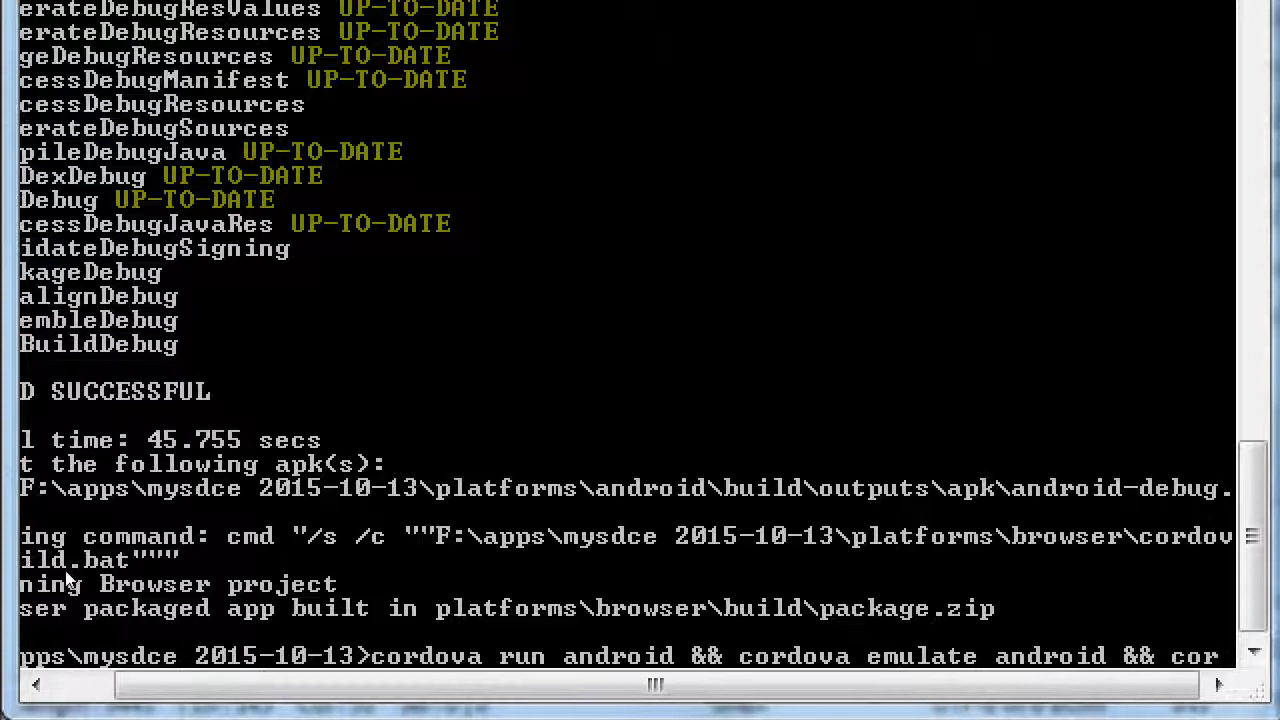 erateDebugResValues UP-TO-DATE
erateDebugResources UP-TO-DATE
geDebugResources UP-TO-DATE
cessDebugManifest UP-TO-DATE
cessDebugResources
erateDebugSources
pileDebugJava UP-TO-DATE
DexDebug UP-TO-DATE
Debug UP-TO-DATE
cessDebugJavaRes UP-TO-DATE
idateDebugSigning
kageDebug
alignDebug
embleDebug
BuildDebug
D SUCCESSFUL
l time: 45.755 secs
t the following apk(s):
F:\apps\mysdce 2015-10-13\platforms\android\build\outputs\apk\android-debug.
ing command: cmd "/s /c ""F:\apps\mysdce 2015-10-13\platforms\browser\cordov
ild.bat"""
ning Browser project
ser packaged app built in platforms\browser\build\package.zip
pps\mysdce 2015-10-13>cordova run android && cordova emulate android && cor